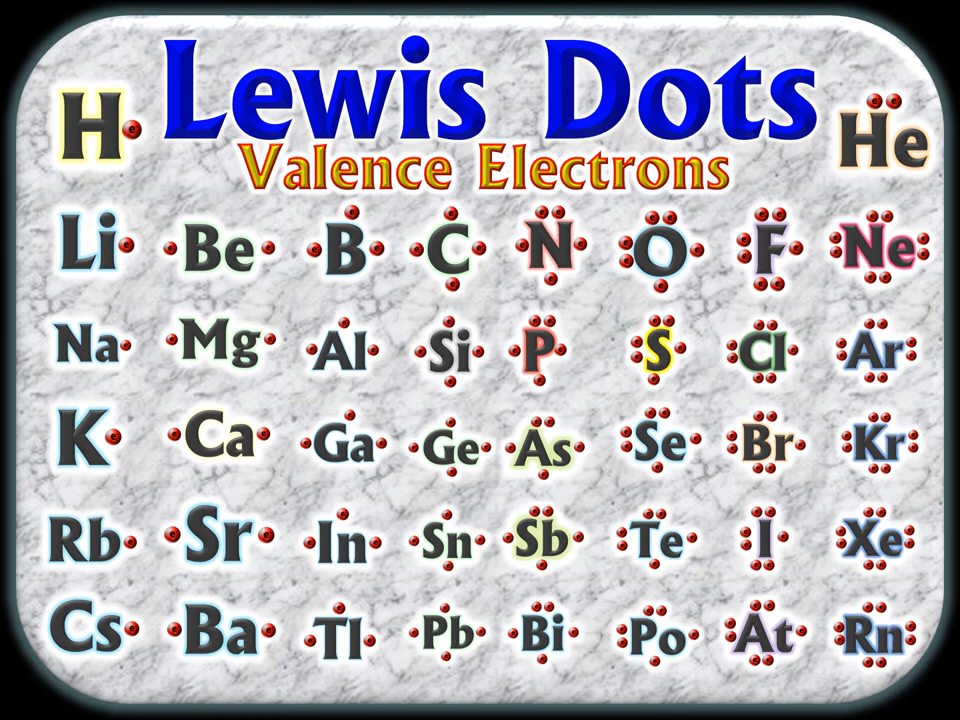 Lewis Dots
H He
Valence Electrons
Li Be B C N O F Ne
Na Mg Al Si P S Cl Ar
K Ca Ga Ge As Se Br Kr
Rb Sr In Sn Sb Te I Xe
Cs Ba Tl Pb Bi Po At Rn